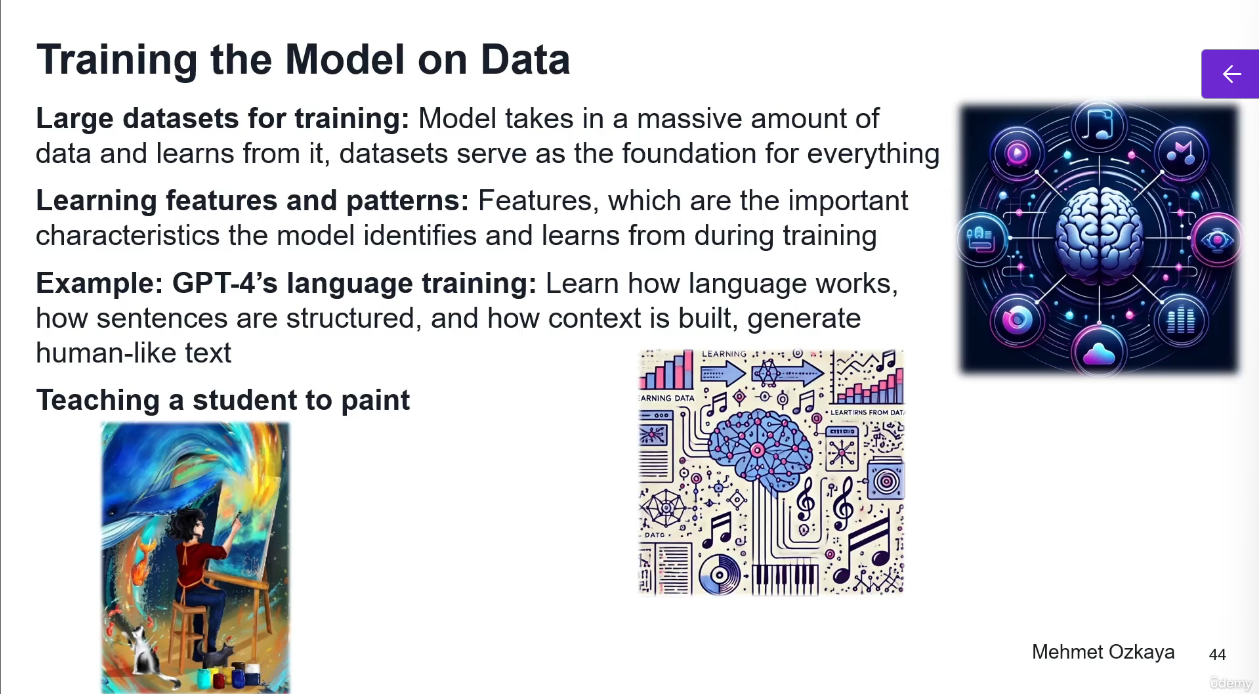 Training the Model on Data
Large datasets for training: Model takes in a massive amount of
data and learns from it, datasets serve as the foundation for everything
Learning features and patterns: Features, which are the important
characteristics the model identifies and learns from during training
Example: GPT-4’s language training: Learn how language works,
how sentences are structured, and how context is built, generate
human-like text
Teaching a student to paint
LEARNING
ARNING DATA
LEARTIRNS FROM DAT
DATG
Mehmet Ozkaya
44
ûdemy